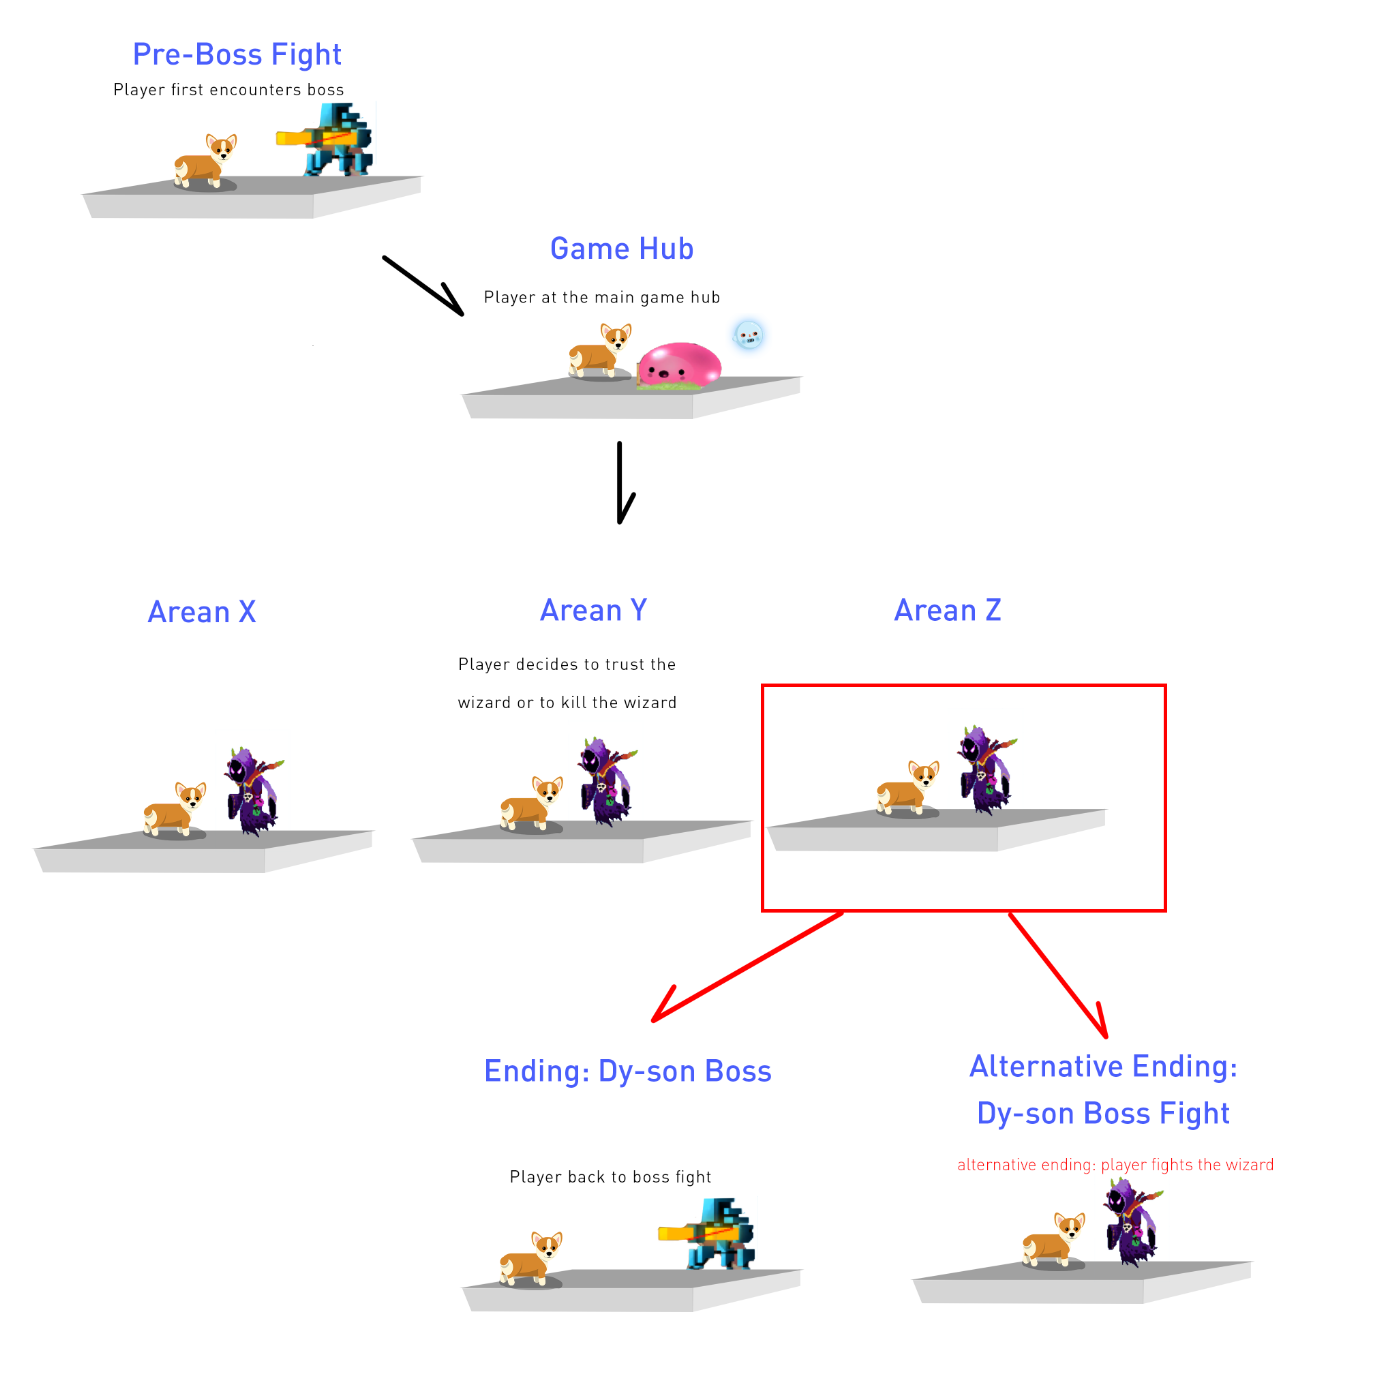 Pre-Boss Fight
Player first encounters boss
Game Hub
Player at the main game hub
Arean X
Arean Y
Arean Z
Player decides to trust the
wizard or to kill the wizard
Ending: Dy-son Boss
Alternative Ending:
Dy-son Boss Fight
Player back to boss fight
alternative ending: player fights the wizard